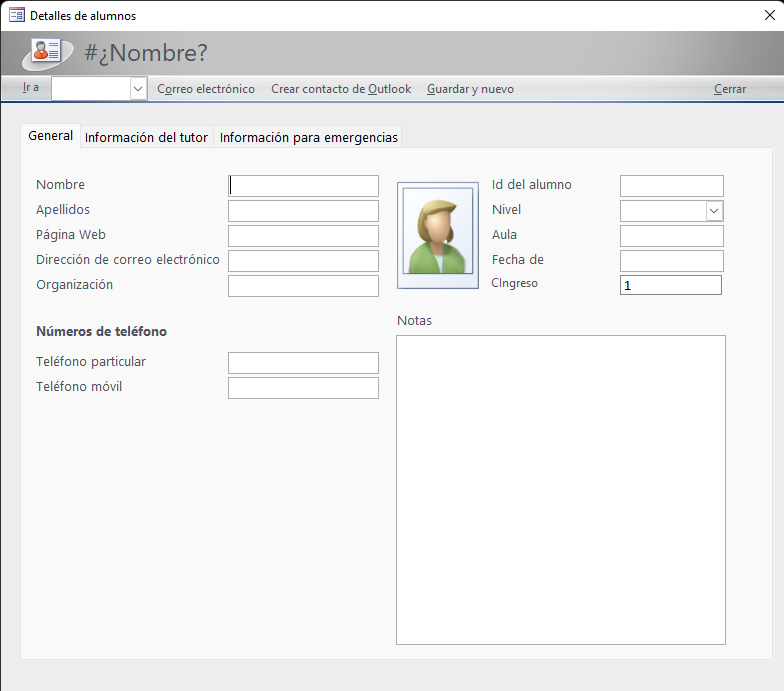 Detalles de alumnos
#¿Nombre?
Ir a
Correo electrónico
Crear contacto de Outlook
Guardar y nuevo
Cerrar
General
Información del tutor
Información para emergencias
Nombre
Apellidos
Página Web
Dirección de correo electrónico
Organización
Id del alumno
Nivel
Aula
Fecha de
CIngreso
1
Números de teléfono
Teléfono particular
Teléfono móvil
Notas